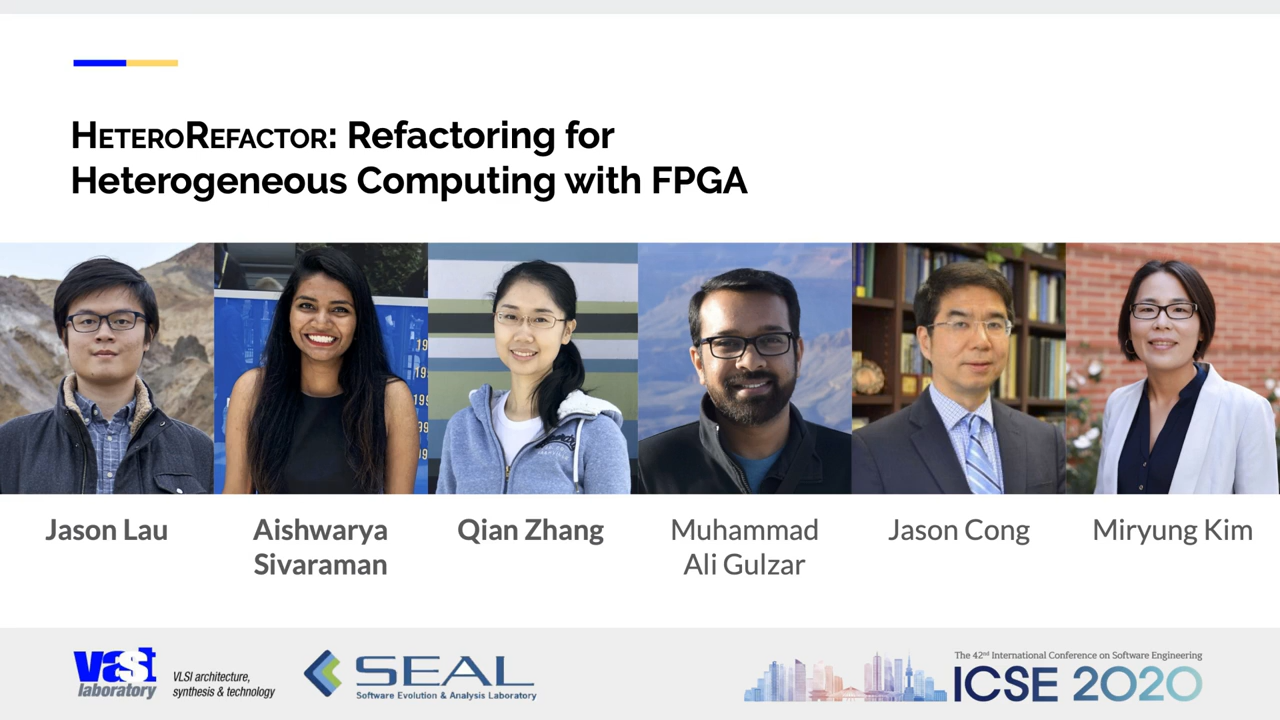 HETEROREFACTOR: Refactoring for
Heterogeneous Computing with FPGA
Jason Lau
Aishwarya
Sivaraman
Qian Zhang
Muhammad
Ali Gulzar
Jason Cong
Miryung Kim
vast
laboratory
VLSI architecture,
synthesis & technology
SEAL
Software Evolution & Analysis Laboratory
The 42nd International Conference on Software Engineering
ICSE 2020